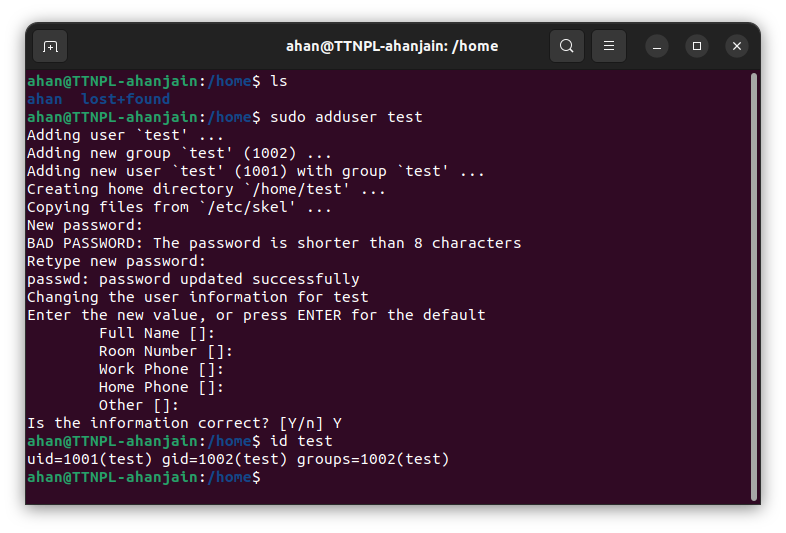 ahan@TTNPL-ahanjain: /home
ahan@TTNPL-ahanjain:/home$ ls
ahan  lost+found
ahan@TTNPL-ahanjain:/home$ sudo adduser test
Adding user `test' ...
Adding new group `test' (1002) ...
Adding new user `test' (1001) with group `test' ...
Creating home directory `/home/test' ...
Copying files from `/etc/skel' ...
New password:
BAD PASSWORD: The password is shorter than 8 characters
Retype new password:
passwd: password updated successfully
Changing the user information for test
Enter the new value, or press ENTER for the default
        Full Name []:
        Room Number []:
        Work Phone []:
        Home Phone []:
        Other []:
Is the information correct? [Y/n] Y
ahan@TTNPL-ahanjain:/home$ id test
uid=1001(test) gid=1002(test) groups=1002(test)
ahan@TTNPL-ahanjain:/home$